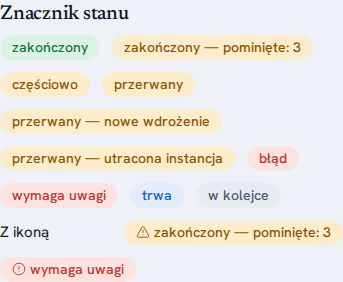 Znacznik stanu
zakończony zakończony — pominięte: 3
częściowo przerwany
przerwany — nowe wdrożenie
przerwany — utracona instancja błąd
wymaga uwagi trwa w kolejce
Z ikoną zakończony — pominięte: 3
wymaga uwagi